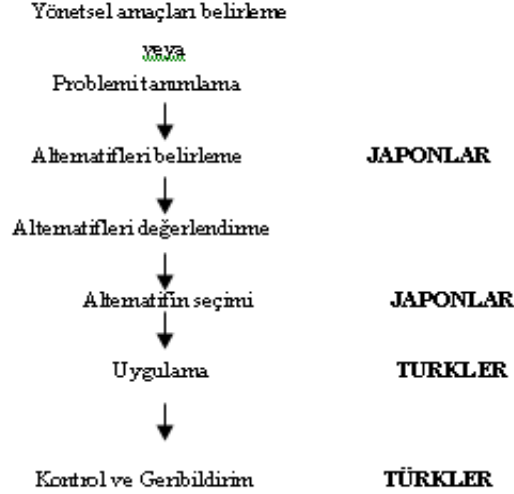 Yönetsel amaçları belirleme
veya
Problemi tanımlama
Alternatifleri belirleme JAPONLAR
Alternatifleri değerlendirme
Alternatifin seçimi JAPONLAR
Uygulama TURKLER
Kontrol ve Geribildirim TÜRKLER